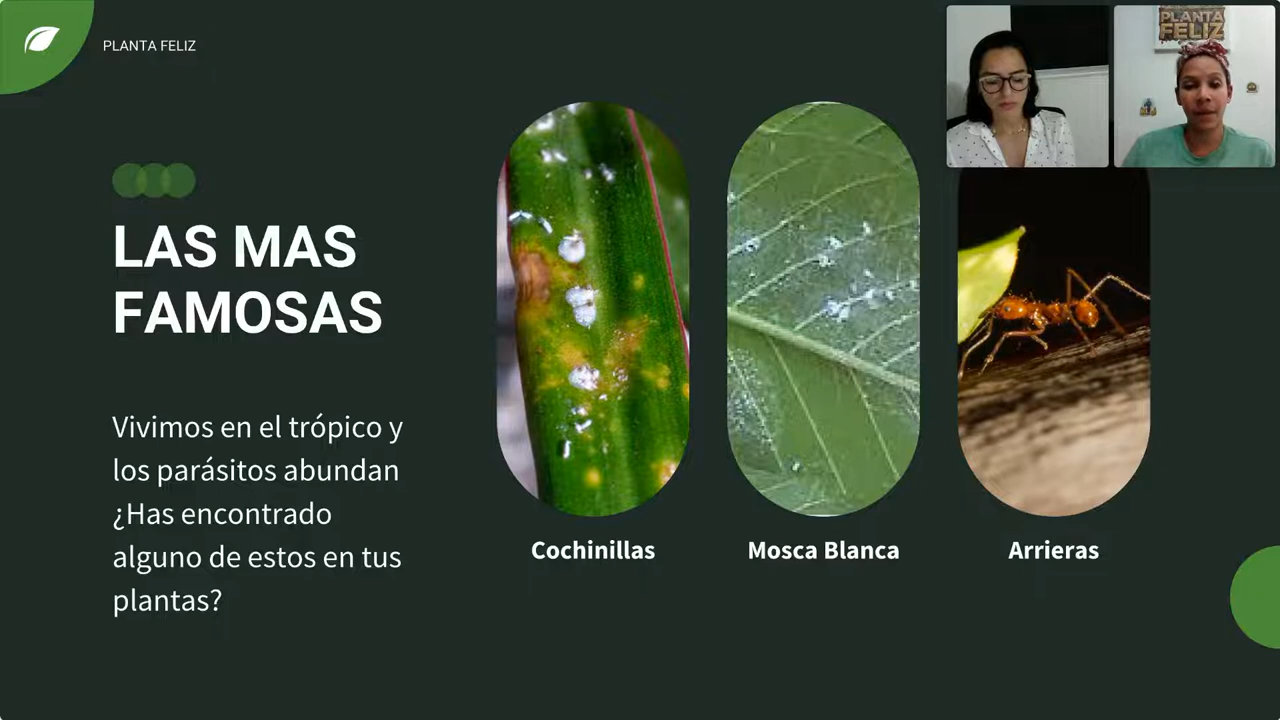 PLANTA FELIZ
PLANTA
FELIZ
LAS MAS
FAMOSAS
Vivimos en el trópico y
los parásitos abundan
¿Has encontrado
alguno de estos en tus
plantas?
Cochinillas
Mosca Blanca
Arrieras